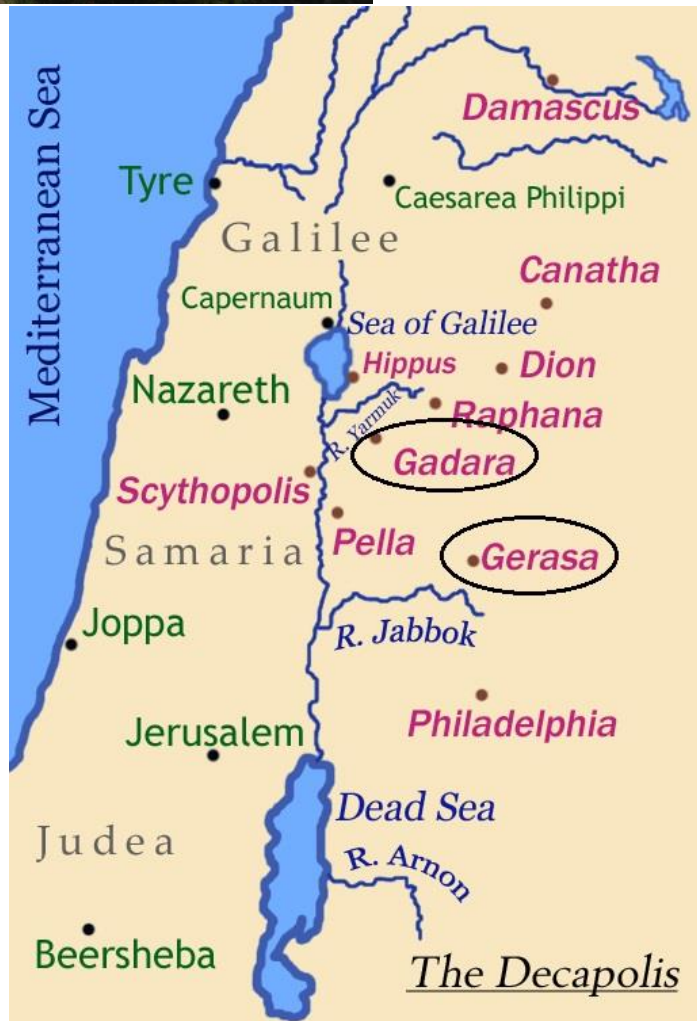 Mediterranean Sea
Damascus
Tyre
Caesarea Philippi
Galilee
Canatha
Capernaum
Sea of Galilee
Hippus
Dion
Nazareth
R. Yarmuk
Raphana
Gadara
Scythopolis
Pella
Samaria
Gerasa
Joppa
R. Jabbok
Philadelphia
Jerusalem
Dead Sea
Judea
R. Arnon
Beersheba
The Decapolis